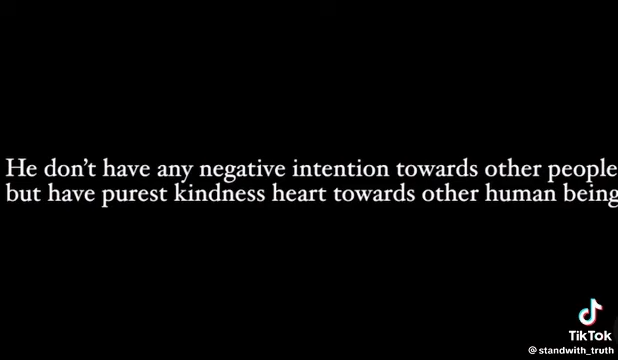 He don’t have any negative intention towards other people
but have purest kindness heart towards other human being
TikTok
@standwith_truth